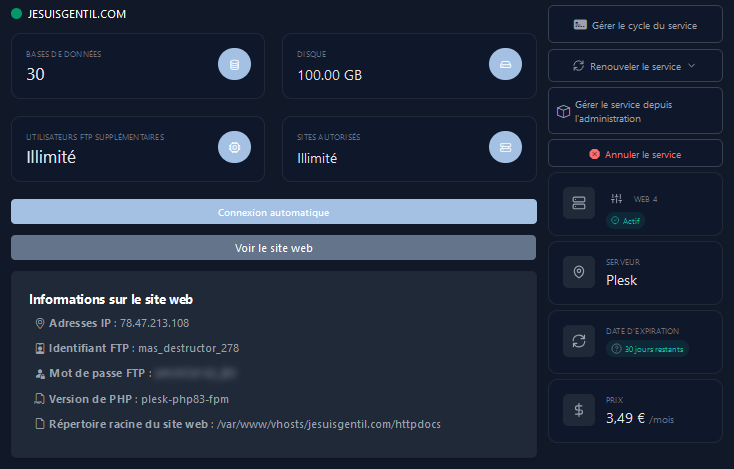 JESUISGENTIL.COM
BASES DE DONNÉES
30
DISQUE
100.00 GB
UTILISATEURS FTP SUPPLÉMENTAIRES
Illimité
SITES AUTORISÉS
Illimité
Connexion automatique
Voir le site web
Informations sur le site web
Adresses IP : 78.47.213.108
Identifiant FTP : mas_destructor_278
Mot de passe FTP :
Version de PHP : plesk-php83-fpm
Répertoire racine du site web : /var/www/vhosts/jesuisgentil.com/httpdocs
Gérer le cycle du service
Renouveler le service
Gérer le service depuis
l'administration
Annuler le service
WEB 4
Actif
SERVEUR
Plesk
DATE D'EXPIRATION
30 jours restants
PRIX
3,49 € /mois